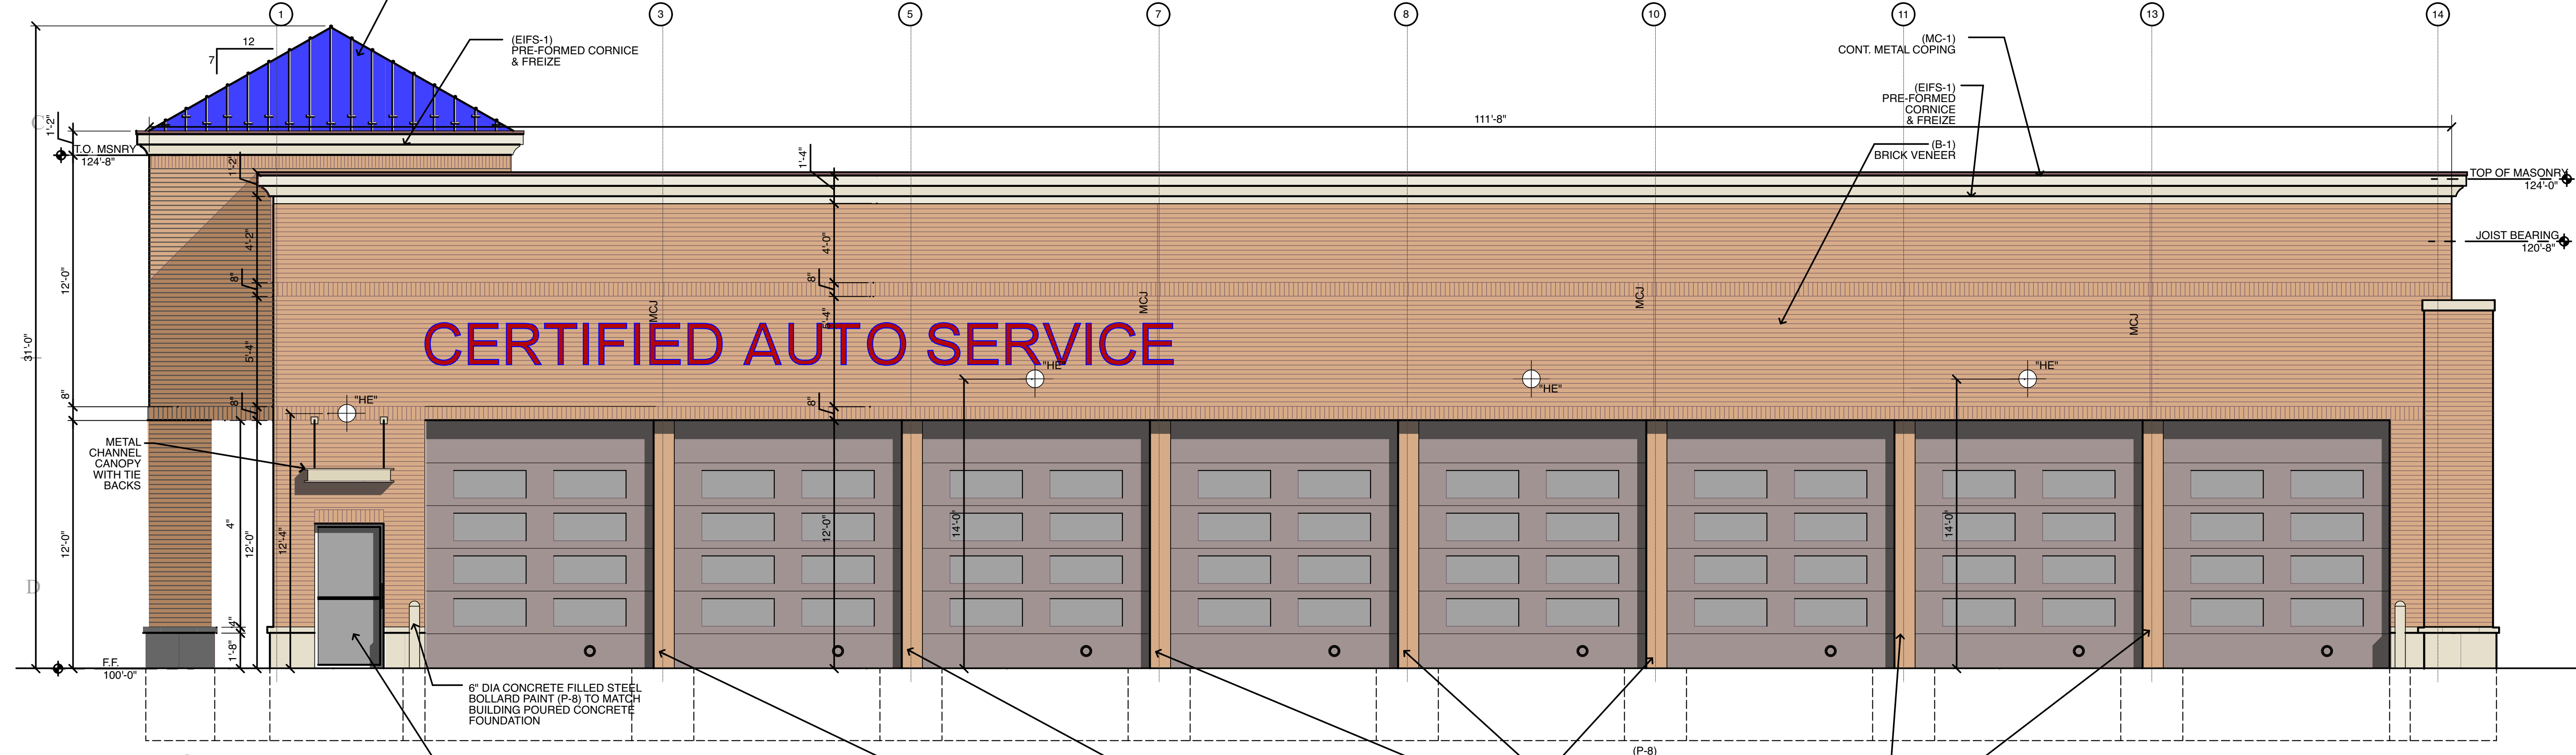 1
3
5
7
8
10
11
13
14
12
7
(EIFS-1)
PRE-FORMED CORNICE
& FREIZE
(MC-1)
CONT. METAL COPING
(EIFS-1)
PRE-FORMED
CORNICE
& FREIZE
(B-1)
BRICK VENEER
111'-8"
C
1'-2"
T.O. MSNRY
124'-8"
1'-2"
1'-4"
TOP OF MASONRY
124'-0"
JOIST BEARING
120'-8"
4'-2"
4'-0"
12'-0"
8"
8"
31'-0"
MCJ
MCJ
MCJ
MCJ
5'-4"
5'-4"
CERTIFIED AUTO SERVICE
"HE"
"HE"
"HE"
"HE"
8"
8"
8"
METAL
CHANNEL
CANOPY
WITH TIE
BACKS
12'-0"
4"
12'-0"
12'-4"
12'-0"
14'-0"
14'-0"
D
4"
1'-8"
F.F.
100'-0"
6" DIA CONCRETE FILLED STEEL
BOLLARD PAINT (P-8) TO MATCH
BUILDING POURED CONCRETE
FOUNDATION
(P-8)